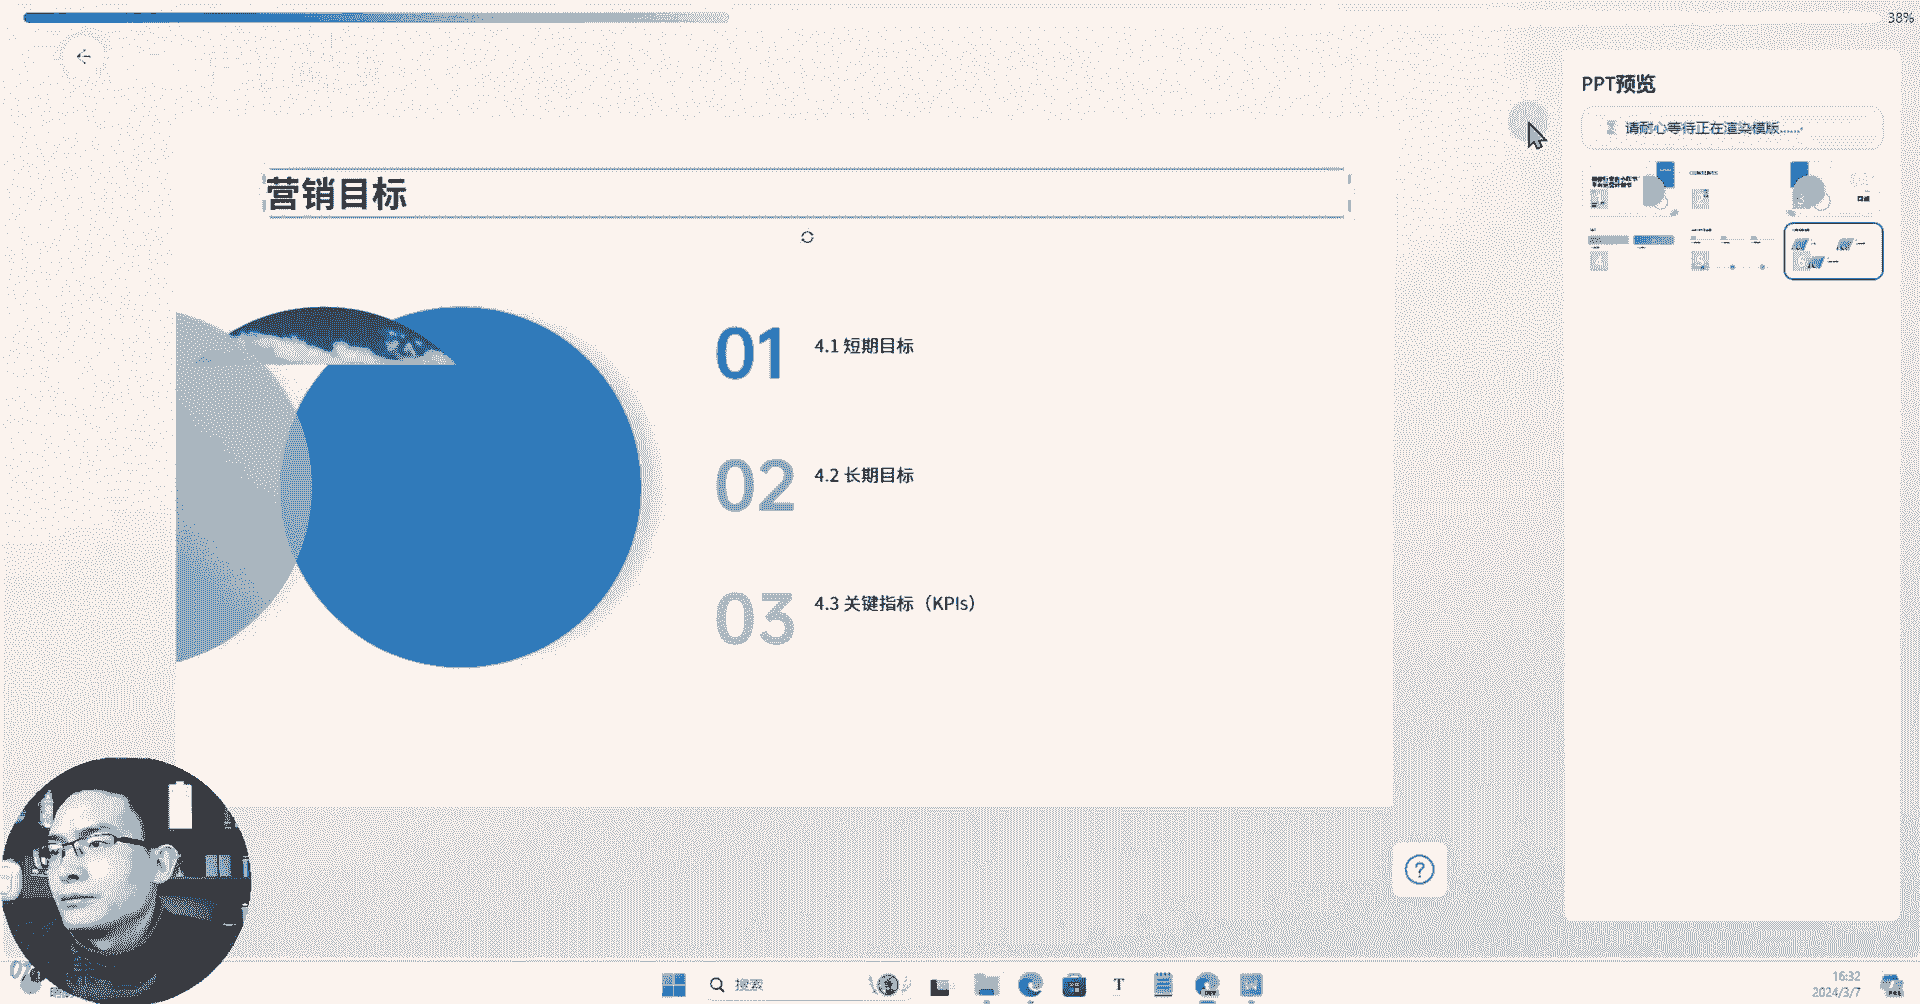 38%
PPT预览
请耐心等待正在渲染模版......
营销目标
01
4.1 短期目标
02
4.2 长期目标
03
4.3 关键指标（KPIs）
?
搜索
T
16:32
2024/3/7